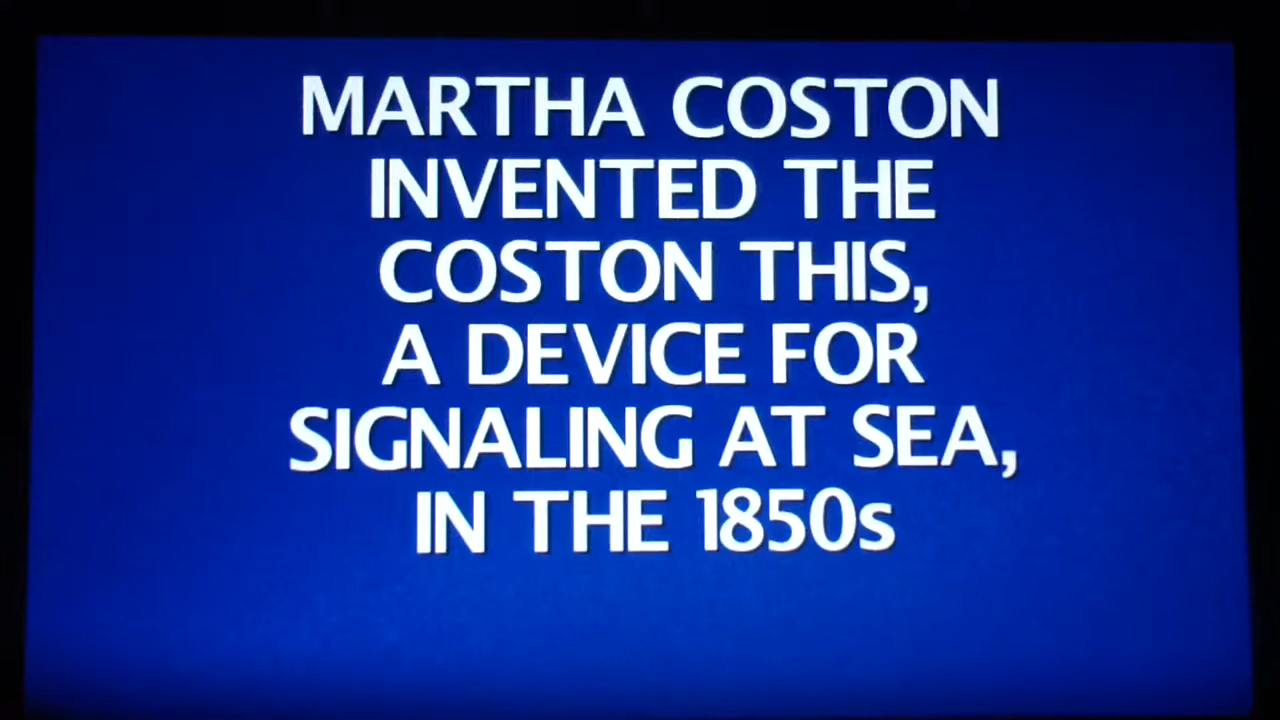 MARTHA COSTON
INVENTED THE
COSTON THIS,
A DEVICE FOR
SIGNALING AT SEA,
IN THE 1850s